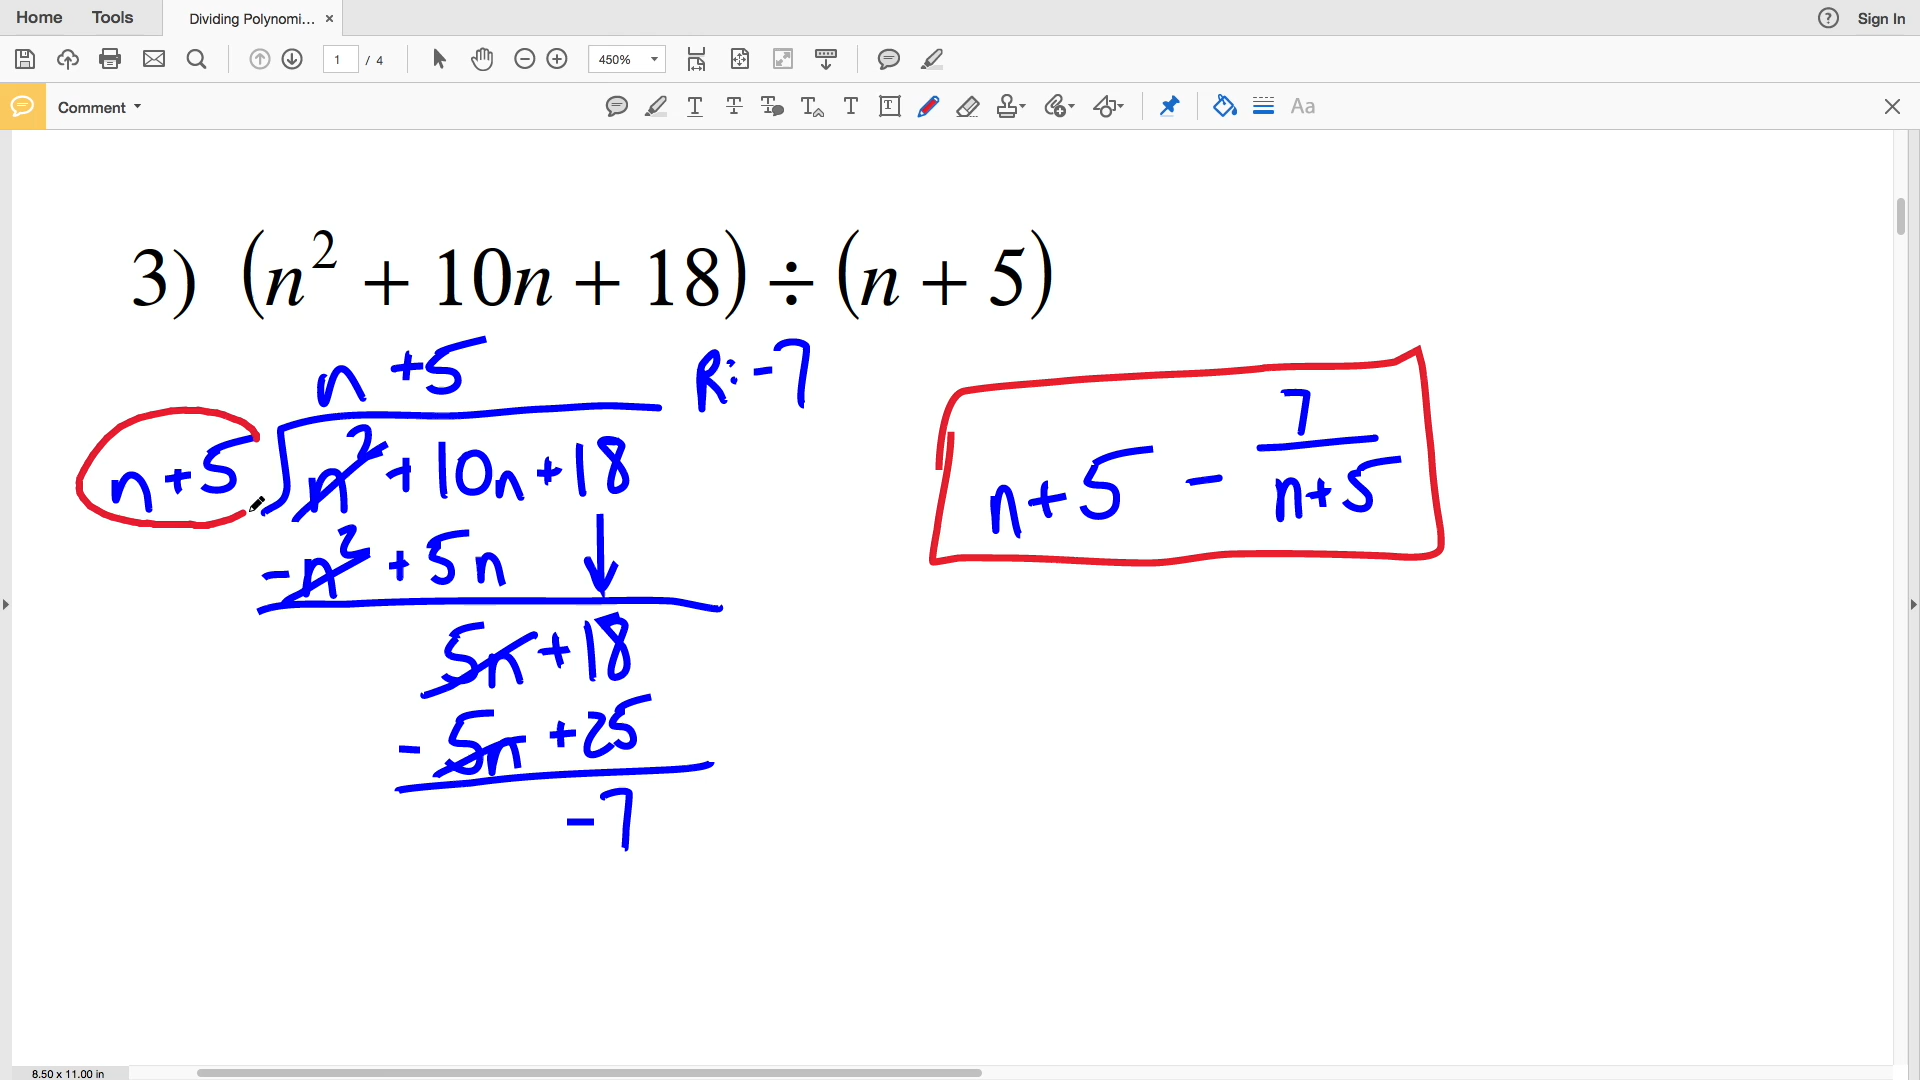 Home Tools Dividing Polynomi... × ? Sign In
1 / 4 450%
Comment T T T T T T Aa
3) (n² + 10n + 18) ÷ (n + 5)
n +5 R: -7
n+5 n² + 10n + 18
- n² + 5n
5n + 18
- 5n + 25
-7
n+5 - 7/(n+5)
8.50 x 11.00 in